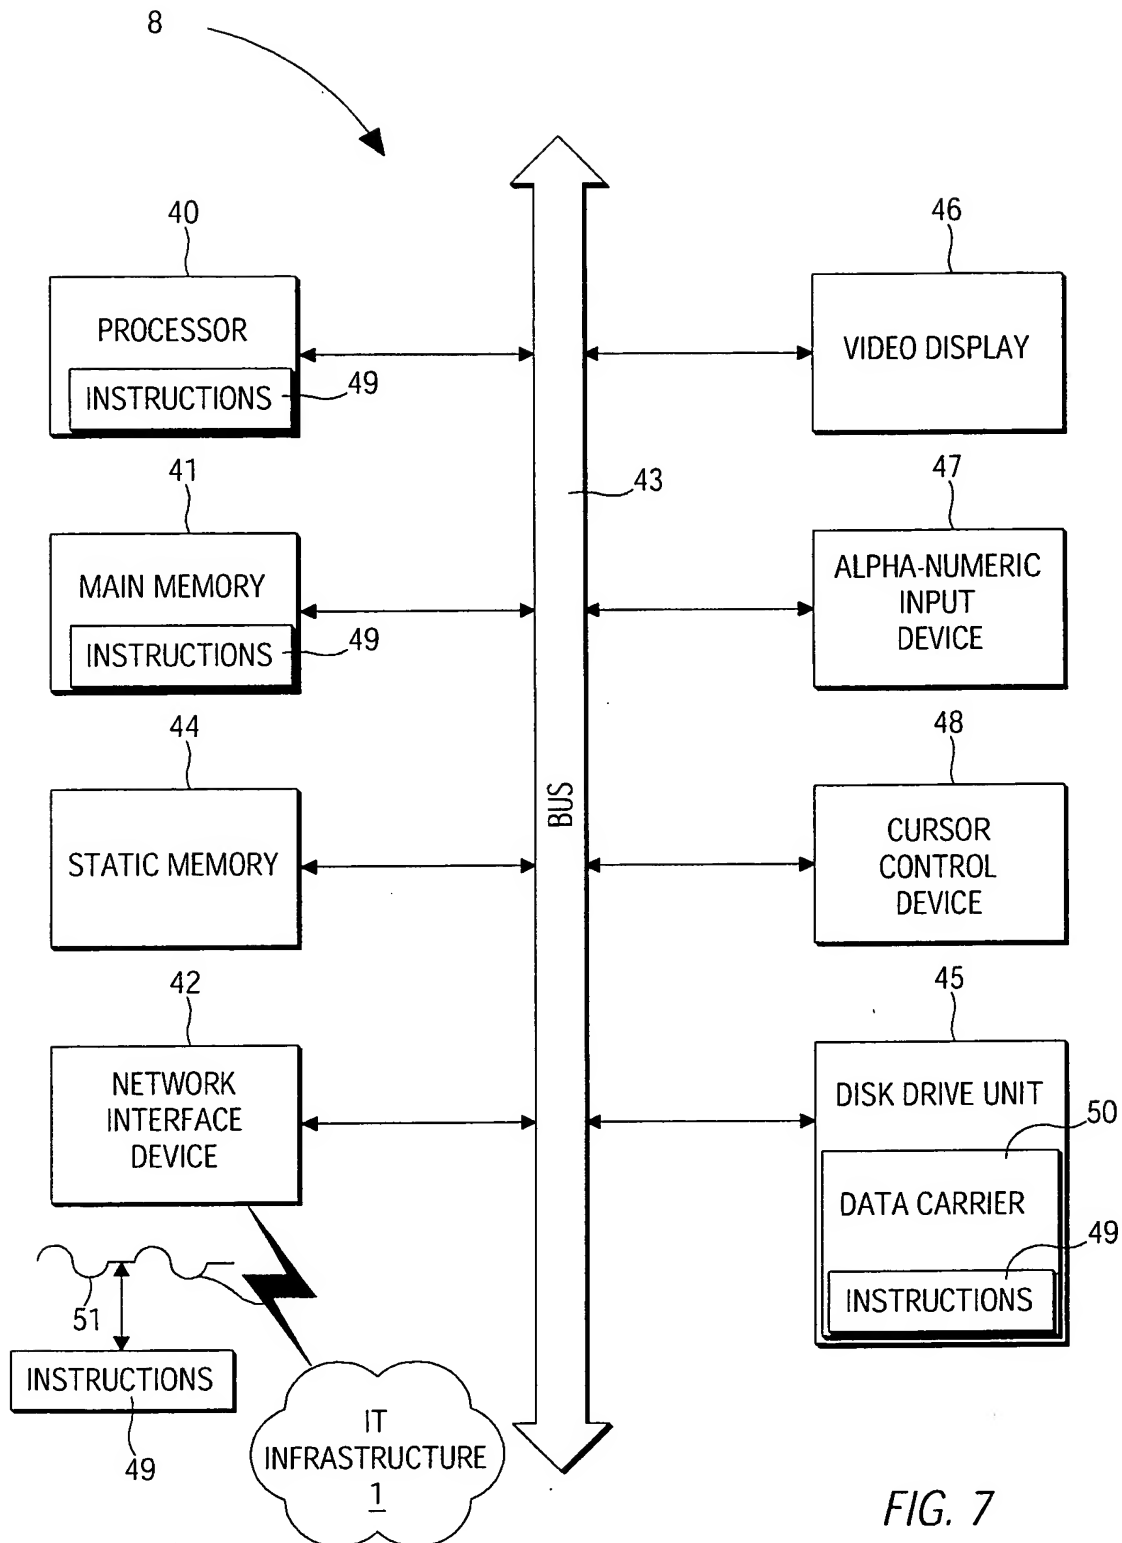 8
40
PROCESSOR
INSTRUCTIONS
49
41
MAIN MEMORY
INSTRUCTIONS
49
44
STATIC MEMORY
42
NETWORK
INTERFACE
DEVICE
51
INSTRUCTIONS
49
IT
INFRASTRUCTURE
1
43
BUS
46
VIDEO DISPLAY
47
ALPHA-NUMERIC
INPUT
DEVICE
48
CURSOR
CONTROL
DEVICE
45
DISK DRIVE UNIT
50
DATA CARRIER
49
INSTRUCTIONS
FIG. 7